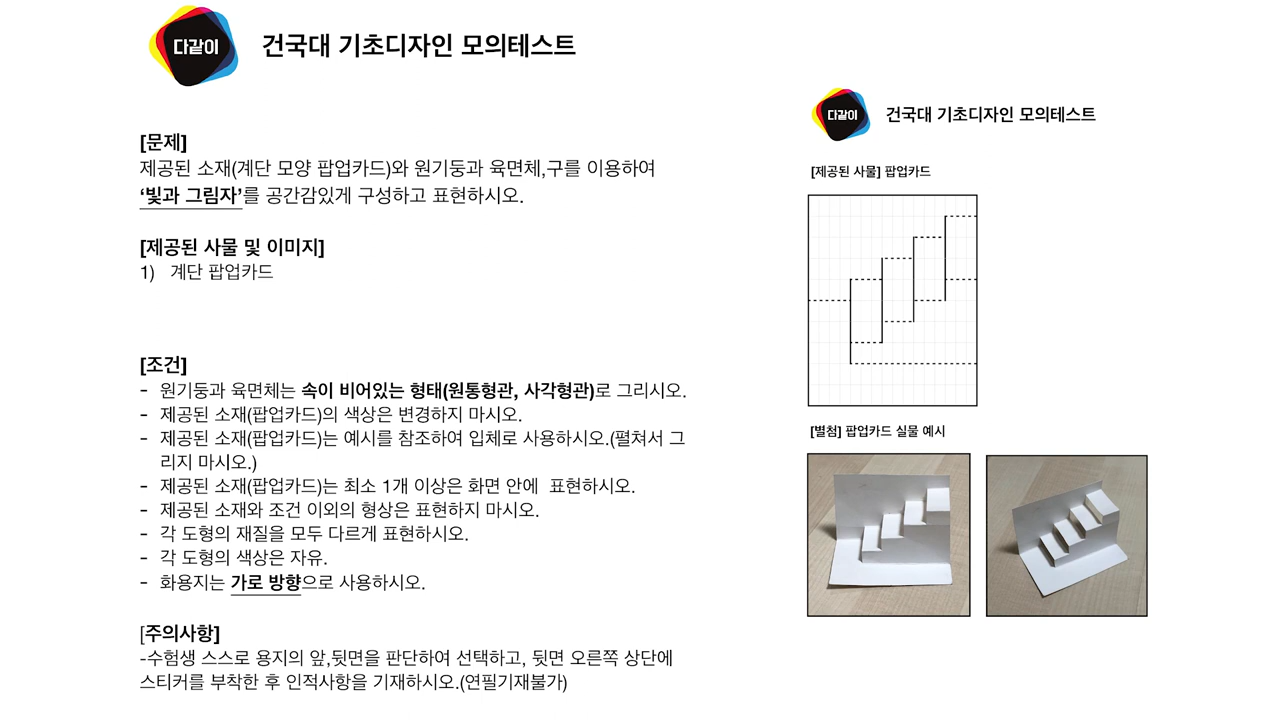 다같이
건국대 기초디자인 모의테스트
[문제]
제공된 소재(계단 모양 팝업카드)와 원기둥과 육면체,구를 이용하여
‘빛과 그림자’를 공간감있게 구성하고 표현하시오.
[제공된 사물 및 이미지]
1) 계단 팝업카드
[조건]
- 원기둥과 육면체는 속이 비어있는 형태(원통형관, 사각형관)로 그리시오.
- 제공된 소재(팝업카드)의 색상은 변경하지 마시오.
- 제공된 소재(팝업카드)는 예시를 참조하여 입체로 사용하시오.(펼쳐서 그
리지 마시오.)
- 제공된 소재(팝업카드)는 최소 1개 이상은 화면 안에 표현하시오.
- 제공된 소재와 조건 이외의 형상은 표현하지 마시오.
- 각 도형의 재질을 모두 다르게 표현하시오.
- 각 도형의 색상은 자유.
- 화용지는 가로 방향으로 사용하시오.
[주의사항]
-수험생 스스로 용지의 앞,뒷면을 판단하여 선택하고, 뒷면 오른쪽 상단에
스티커를 부착한 후 인적사항을 기재하시오.(연필기재불가)
다같이
건국대 기초디자인 모의테스트
[제공된 사물] 팝업카드
[별첨] 팝업카드 실물 예시